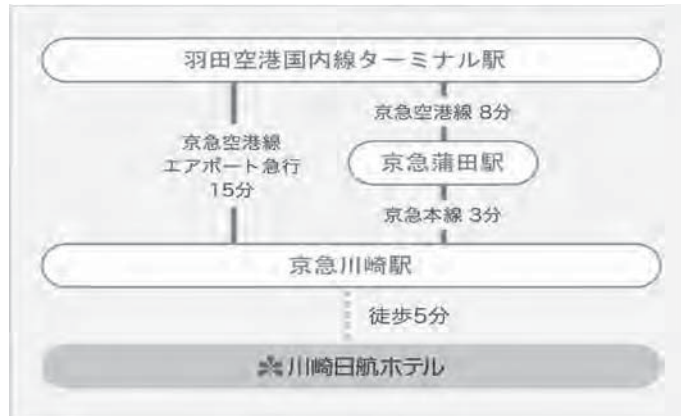 羽田空港国内線ターミナル駅
京急空港線 8分
京急空港線
エアポート急行
15分
京急蒲田駅
京急本線 3分
京急川崎駅
徒歩5分
川崎日航ホテル